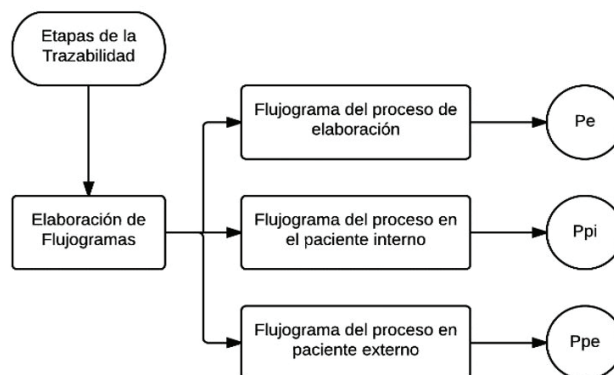 Etapas de la
Trazabilidad
Flujograma del proceso de
elaboración
Pe
Elaboración de
Flujogramas
Flujograma del proceso en
el paciente interno
Ppi
Flujograma del proceso en
paciente externo
Ppe